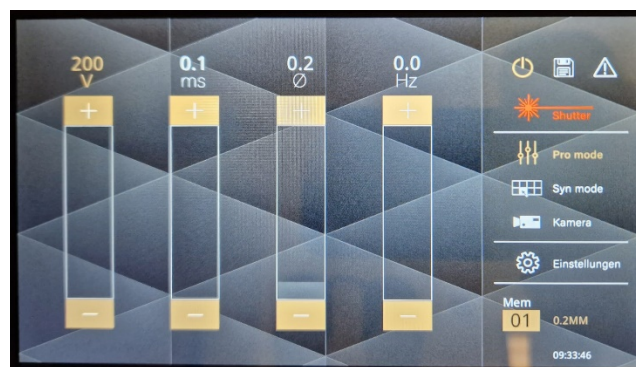 200 0.1 0.2 0.0
V ms Ø Hz
+ + + +
Shutter
Pro mode
Syn mode
Kamera
Einstellungen
− − − −
Mem
01 0.2MM
09:33:46